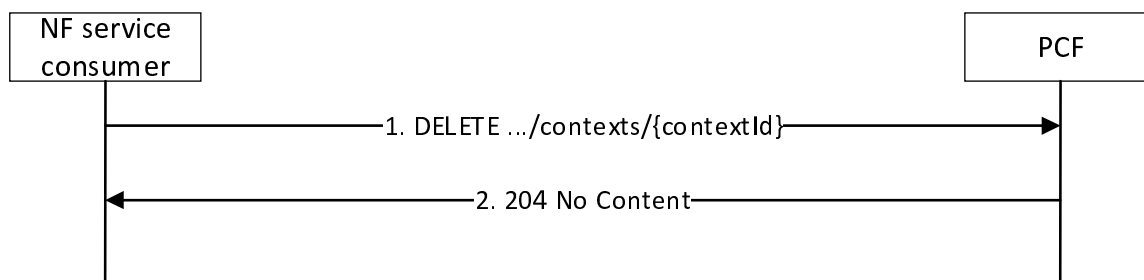 NF service
consumer
PCF
1. DELETE .../contexts/{contextId}
2. 204 No Content